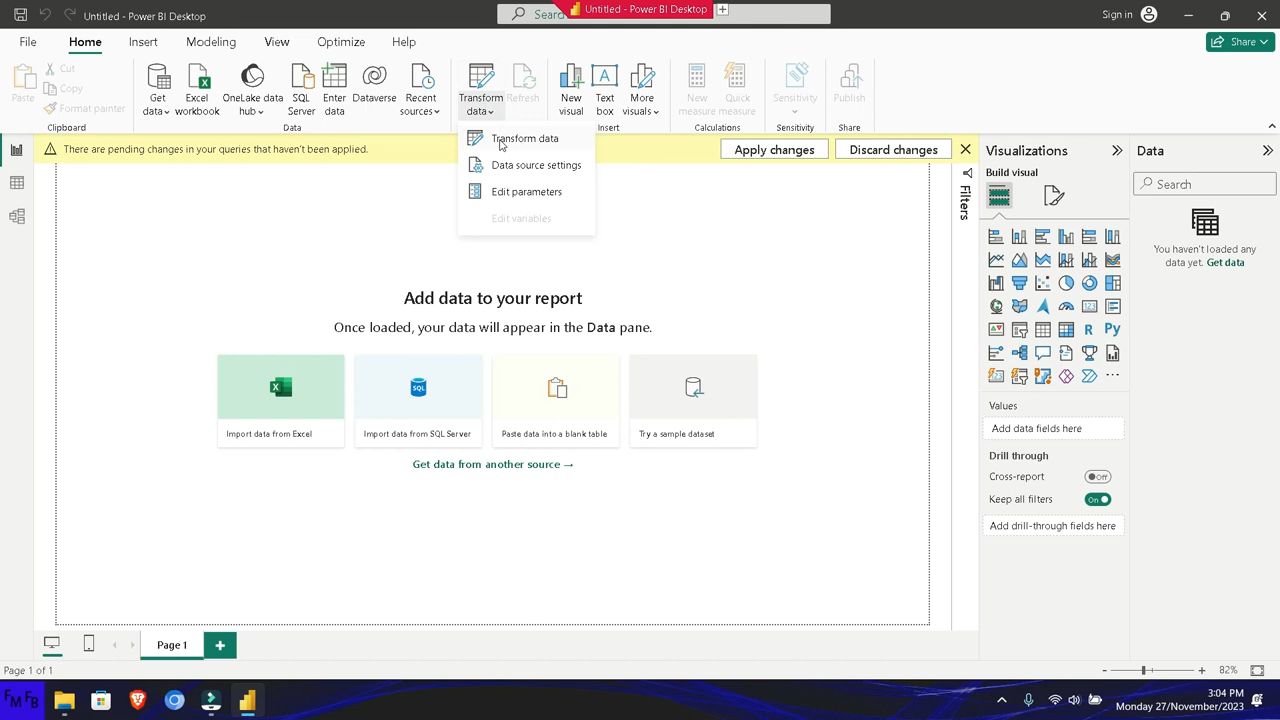 Untitled - Power BI Desktop
Search
Untitled - Power BI Desktop
Sign in
File
Home
Insert
Modeling
View
Optimize
Help
Share
Paste
Cut
Copy
Format painter
Clipboard
Get data
Excel workbook
OneLake data hub
SQL Server
Enter data
Dataverse
Recent sources
Data
Transform data
Refresh
New visual
Text box
More visuals
Insert
New measure
Quick measure
Calculations
Sensitivity
Sensitivity
Publish
Share
There are pending changes in your queries that haven't been applied.
Apply changes
Discard changes
Transform data
Data source settings
Edit parameters
Edit variables
Filters
Visualizations
Build visual
R
Py
Values
Add data fields here
Drill through
Cross-report
Off
Keep all filters
On
Add drill-through fields here
Data
Search
You haven't loaded any
data yet. Get data
Add data to your report
Once loaded, your data will appear in the Data pane.
SQL
Import data from Excel
Import data from SQL Server
Paste data into a blank table
Try a sample dataset
Get data from another source →
Page 1
Page 1 of 1
82%
FM FB
3:04 PM
Monday 27/November/2023